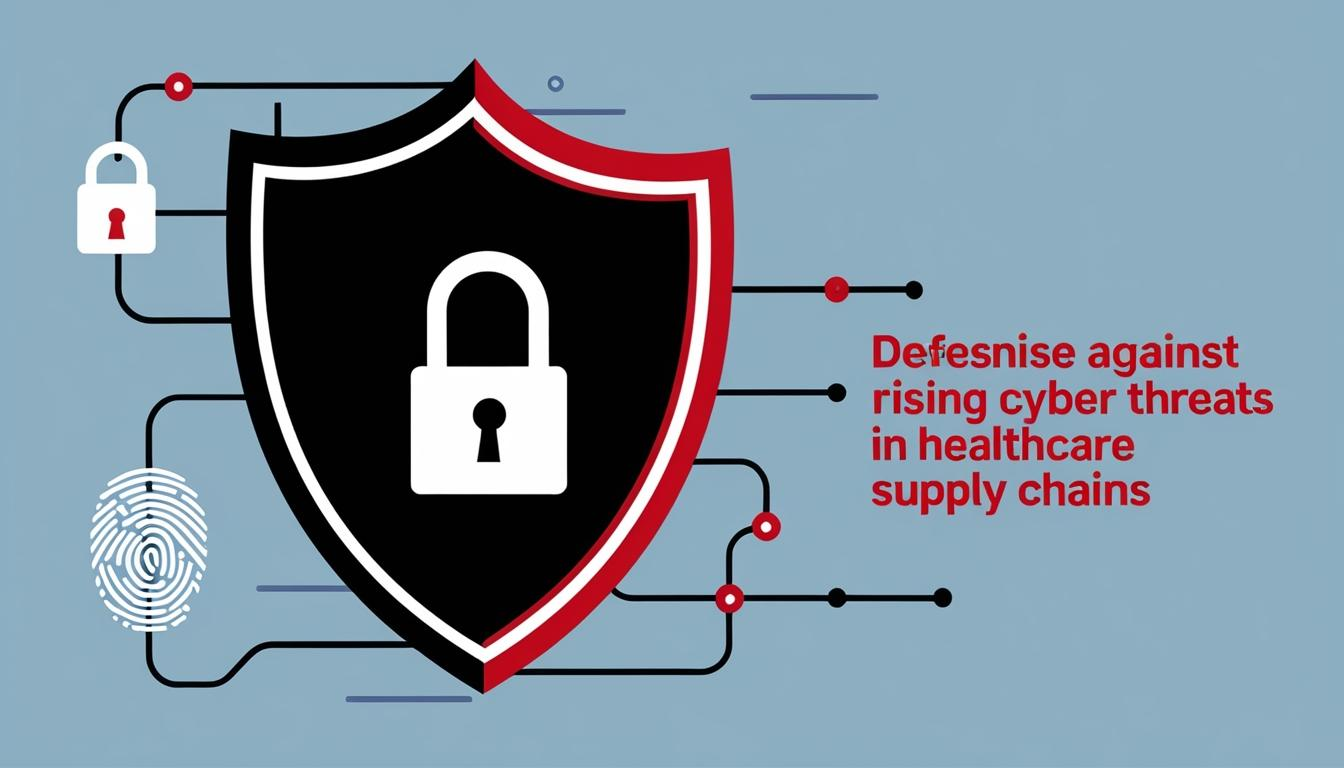 Defesnise against
rising cyber threats
in healthcare
supply chains